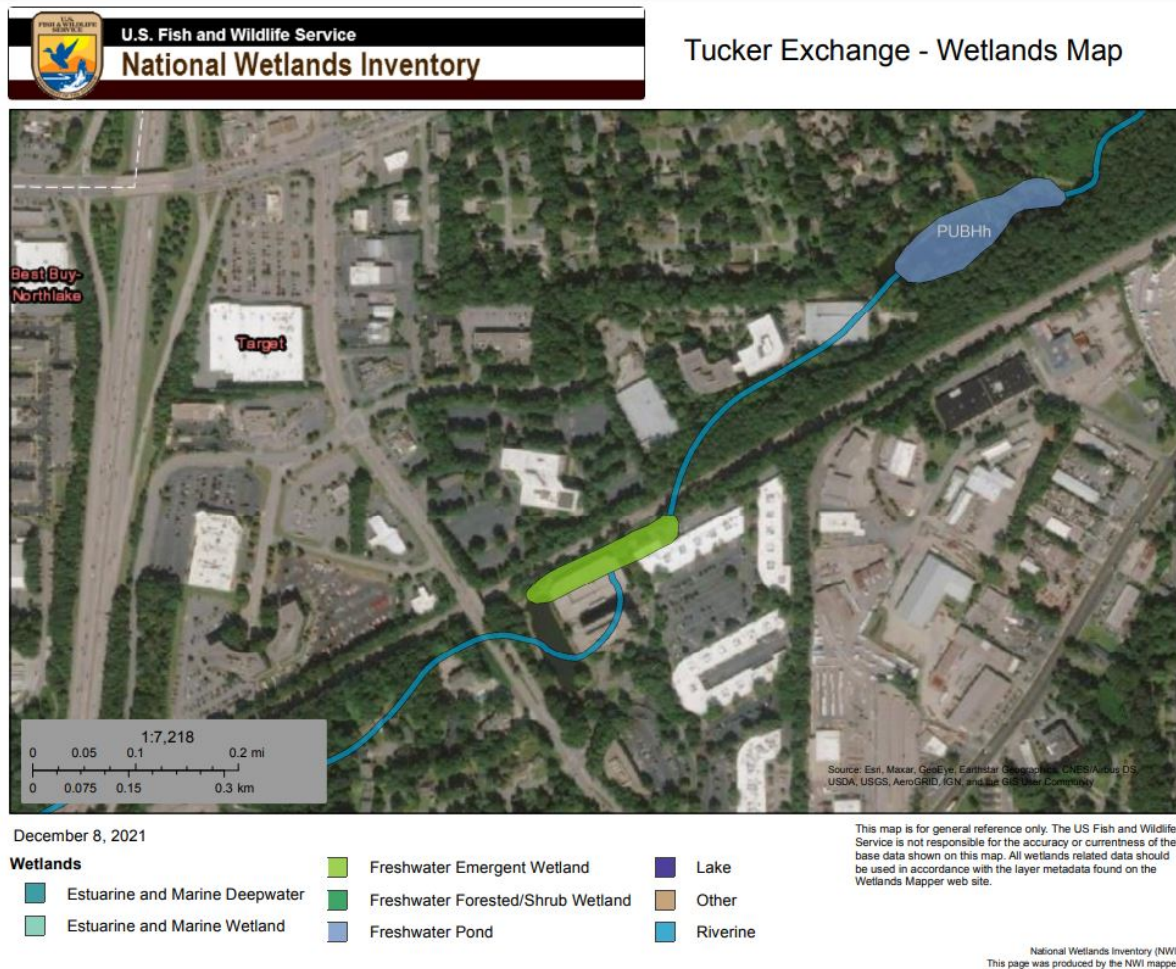 U.S.
FISH & WILDLIFE
SERVICE
U.S. Fish and Wildlife Service
National Wetlands Inventory
Tucker Exchange - Wetlands Map
PUBHh
Best Buy-
Northlake
Target
1:7,218
0 0.05 0.1 0.2 mi
0 0.075 0.15 0.3 km
Source: Esri, Maxar, GeoEye, Earthstar Geographics, CNES/Airbus DS,
USDA, USGS, AeroGRID, IGN, and the GIS User Community
December 8, 2021
Wetlands
Estuarine and Marine Deepwater
Estuarine and Marine Wetland
Freshwater Emergent Wetland
Freshwater Forested/Shrub Wetland
Freshwater Pond
Lake
Other
Riverine
This map is for general reference only. The US Fish and Wildlife
Service is not responsible for the accuracy or currentness of the
base data shown on this map. All wetlands related data should
be used in accordance with the layer metadata found on the
Wetlands Mapper web site.
National Wetlands Inventory (NWI
This page was produced by the NWI mappe